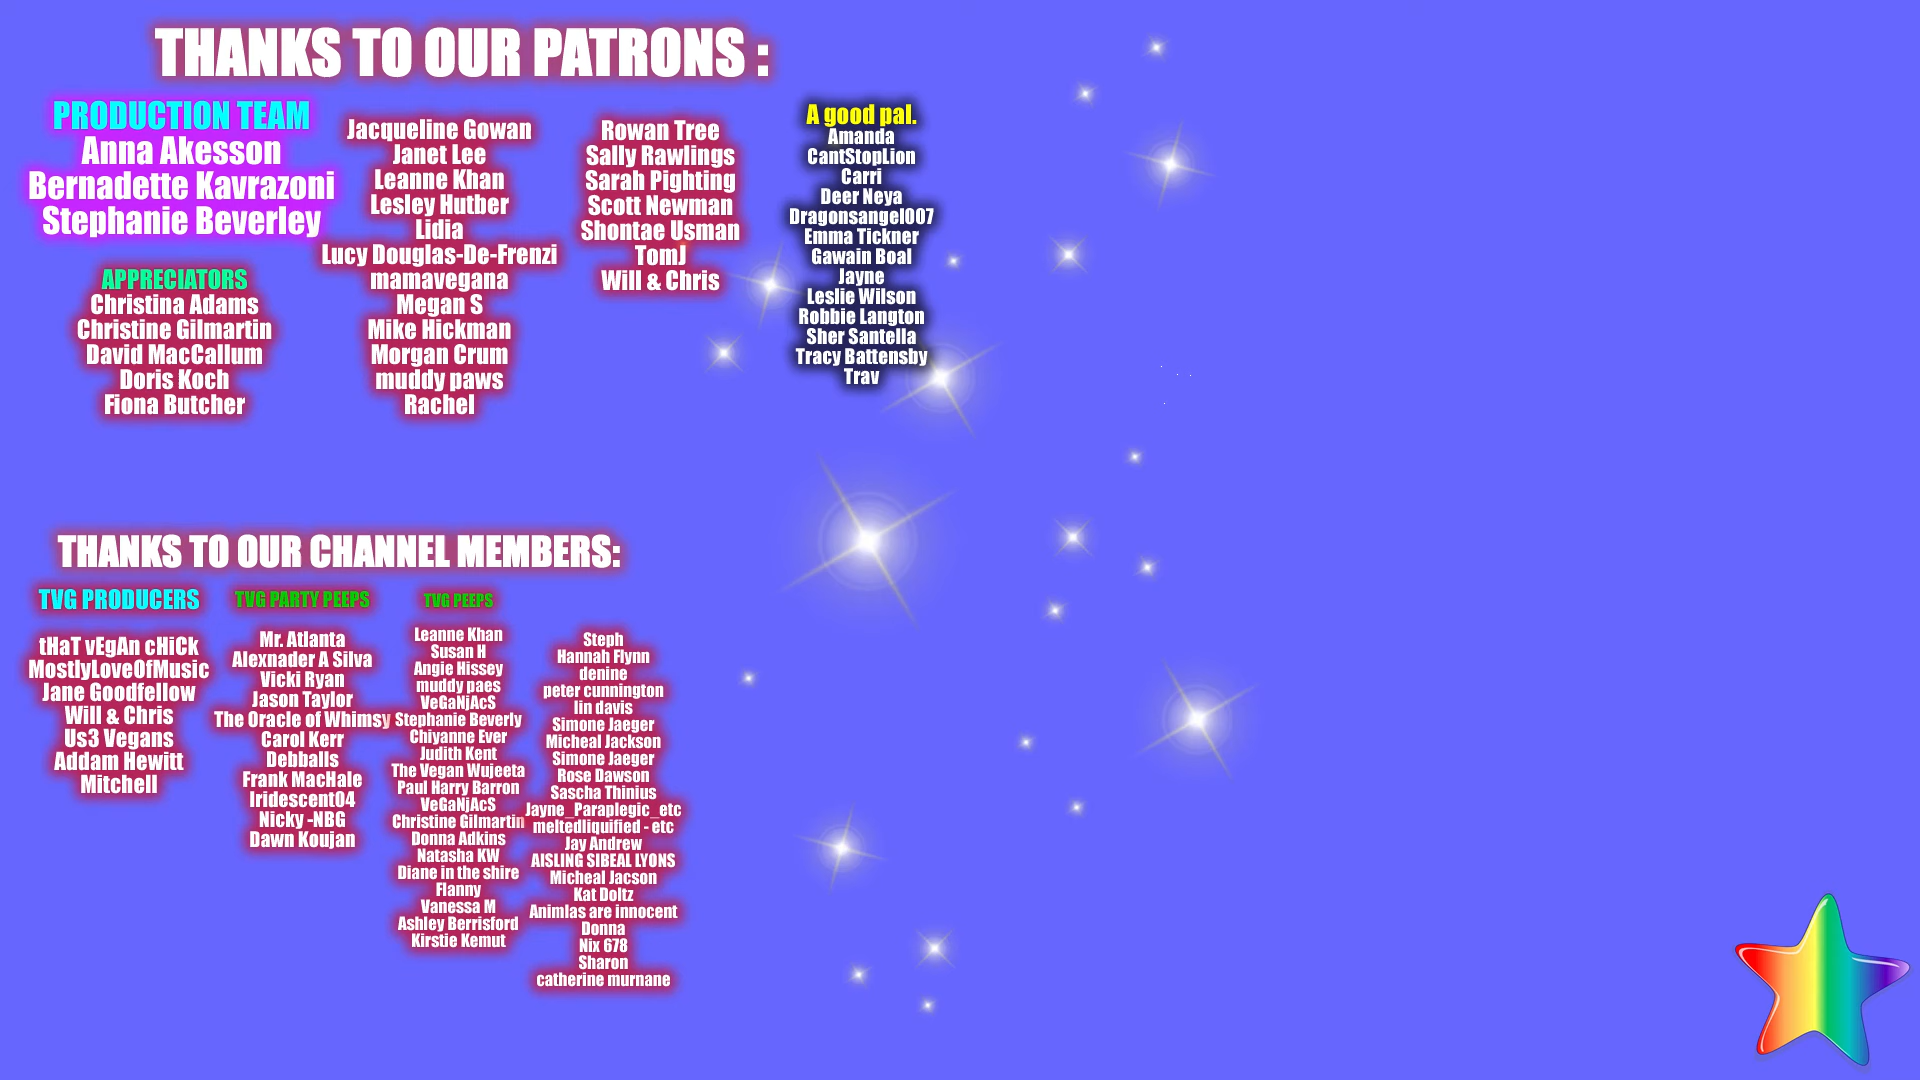 THANKS TO OUR PATRONS :
PRODUCTION TEAM
Anna Akesson
Bernadette Kavrazoni
Stephanie Beverley
APPRECIATORS
Christina Adams
Christine Gilmartin
David MacCallum
Doris Koch
Fiona Butcher
Jacqueline Gowan
Janet Lee
Leanne Khan
Lesley Hutber
Lidia
Lucy Douglas-De-Frenzi
mamavegana
Megan S
Mike Hickman
Morgan Crum
muddy paws
Rachel
Rowan Tree
Sally Rawlings
Sarah Pighting
Scott Newman
Shontae Usman
TomJ
Will & Chris
A good pal.
Amanda
CantStopLion
Carri
Deer Neya
Dragonsangel007
Emma Tickner
Gawain Boal
Jayne
Leslie Wilson
Robbie Langton
Sher Santella
Tracy Battensby
Trav
THANKS TO OUR CHANNEL MEMBERS:
TVG PRODUCERS
tHaT vEgAn cHiCk
MostlyLoveOfMusic
Jane Goodfellow
Will & Chris
Us3 Vegans
Addam Hewitt
Mitchell
TVG PARTY PEEPS
Mr. Atlanta
Alexnader A Silva
Vicki Ryan
Jason Taylor
The Oracle of Whimsy
Carol Kerr
Debballs
Frank MacHale
Iridescent04
Nicky -NBG
Dawn Koujan
TVG PEEPS
Leanne Khan
Susan H
Angie Hissey
muddy paes
VeGaNjAcS
Stephanie Beverly
Chiyanne Ever
Judith Kent
The Vegan Wujeeta
Paul Harry Barron
VeGaNjAcS
Christine Gilmartin
Donna Adkins
Natasha KW
Diane in the shire
Flanny
Vanessa M
Ashley Berrisford
Kirstie Kemut
Steph
Hannah Flynn
denine
peter cunnington
lin davis
Simone Jaeger
Micheal Jackson
Simone Jaeger
Rose Dawson
Sascha Thinius
Jayne_Paraplegic_etc
meltedliquified - etc
Jay Andrew
AISLING SIBEAL LYONS
Micheal Jacson
Kat Doltz
Animlas are innocent
Donna
Nix 678
Sharon
catherine murnane